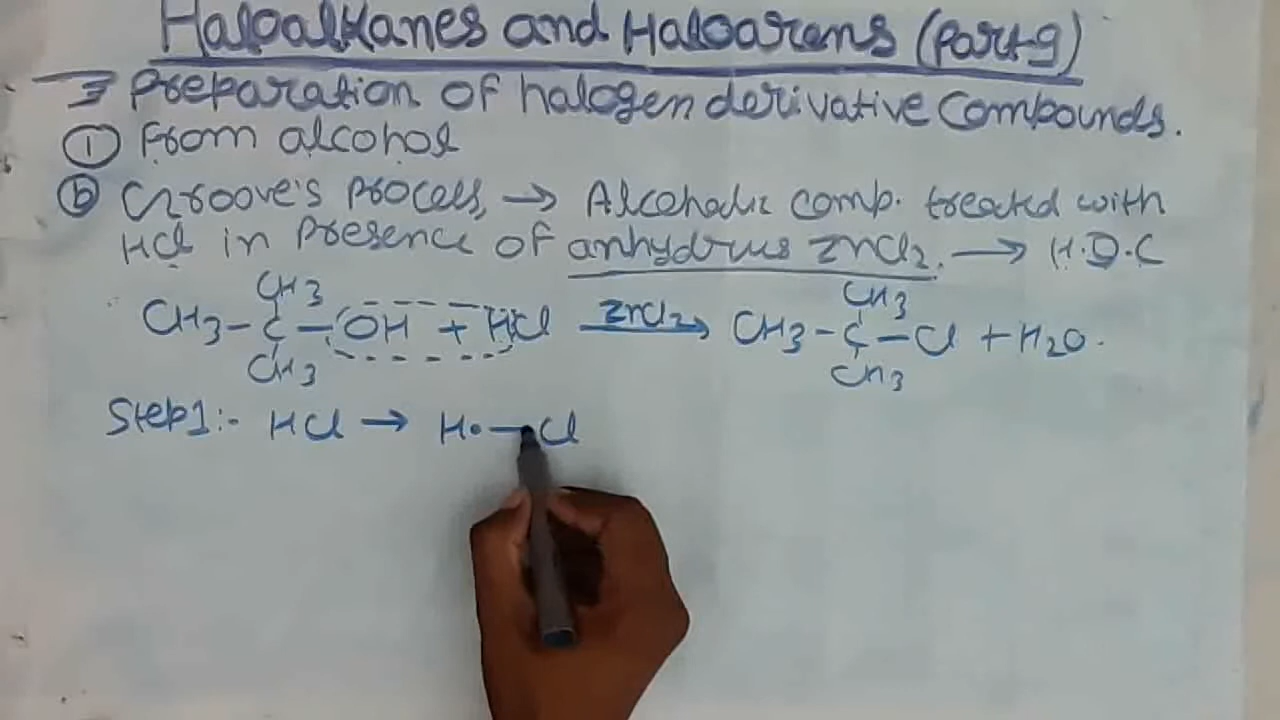 Haloalkanes and Haloarens (Part-9)
⇒ Preparation of halogen derivative Compounds.
① From alcohol
ⓑ Groove's process, → Alcoholic comp. treated with
HCl in presence of anhydrus ZnCl2. → H.D.C
CH3
CH3
CH3-C-OH + HCl ZnCl2→ CH3-C-Cl + H2O.
CH3
CH3
Step1:- HCl → H•—Cl